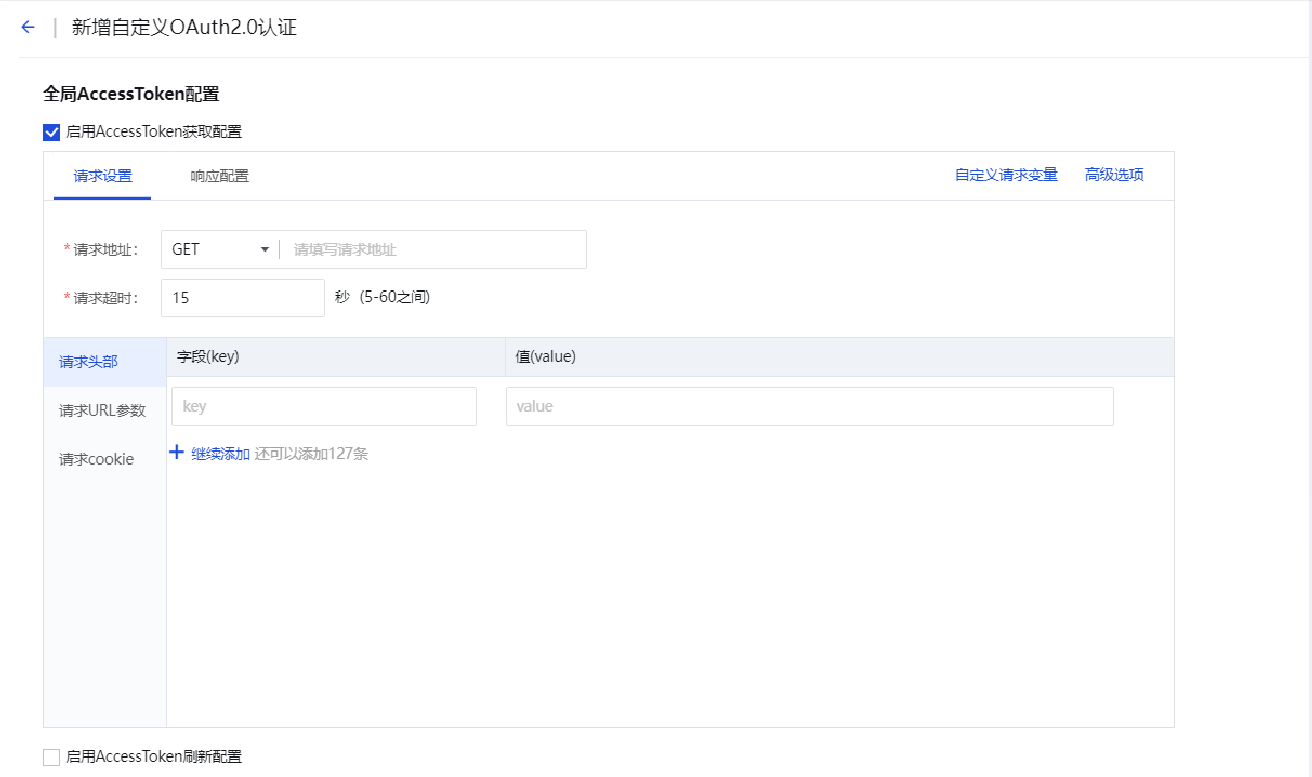 新增自定义OAuth2.0认证
全局AccessToken配置
启用AccessToken获取配置
请求设置 响应配置 自定义请求变量 高级选项
*请求地址: GET 请填写请求地址
*请求超时: 15 秒 (5-60之间)
请求头部 字段(key) 值(value)
请求URL参数 key value
请求cookie + 继续添加 还可以添加127条
启用AccessToken刷新配置